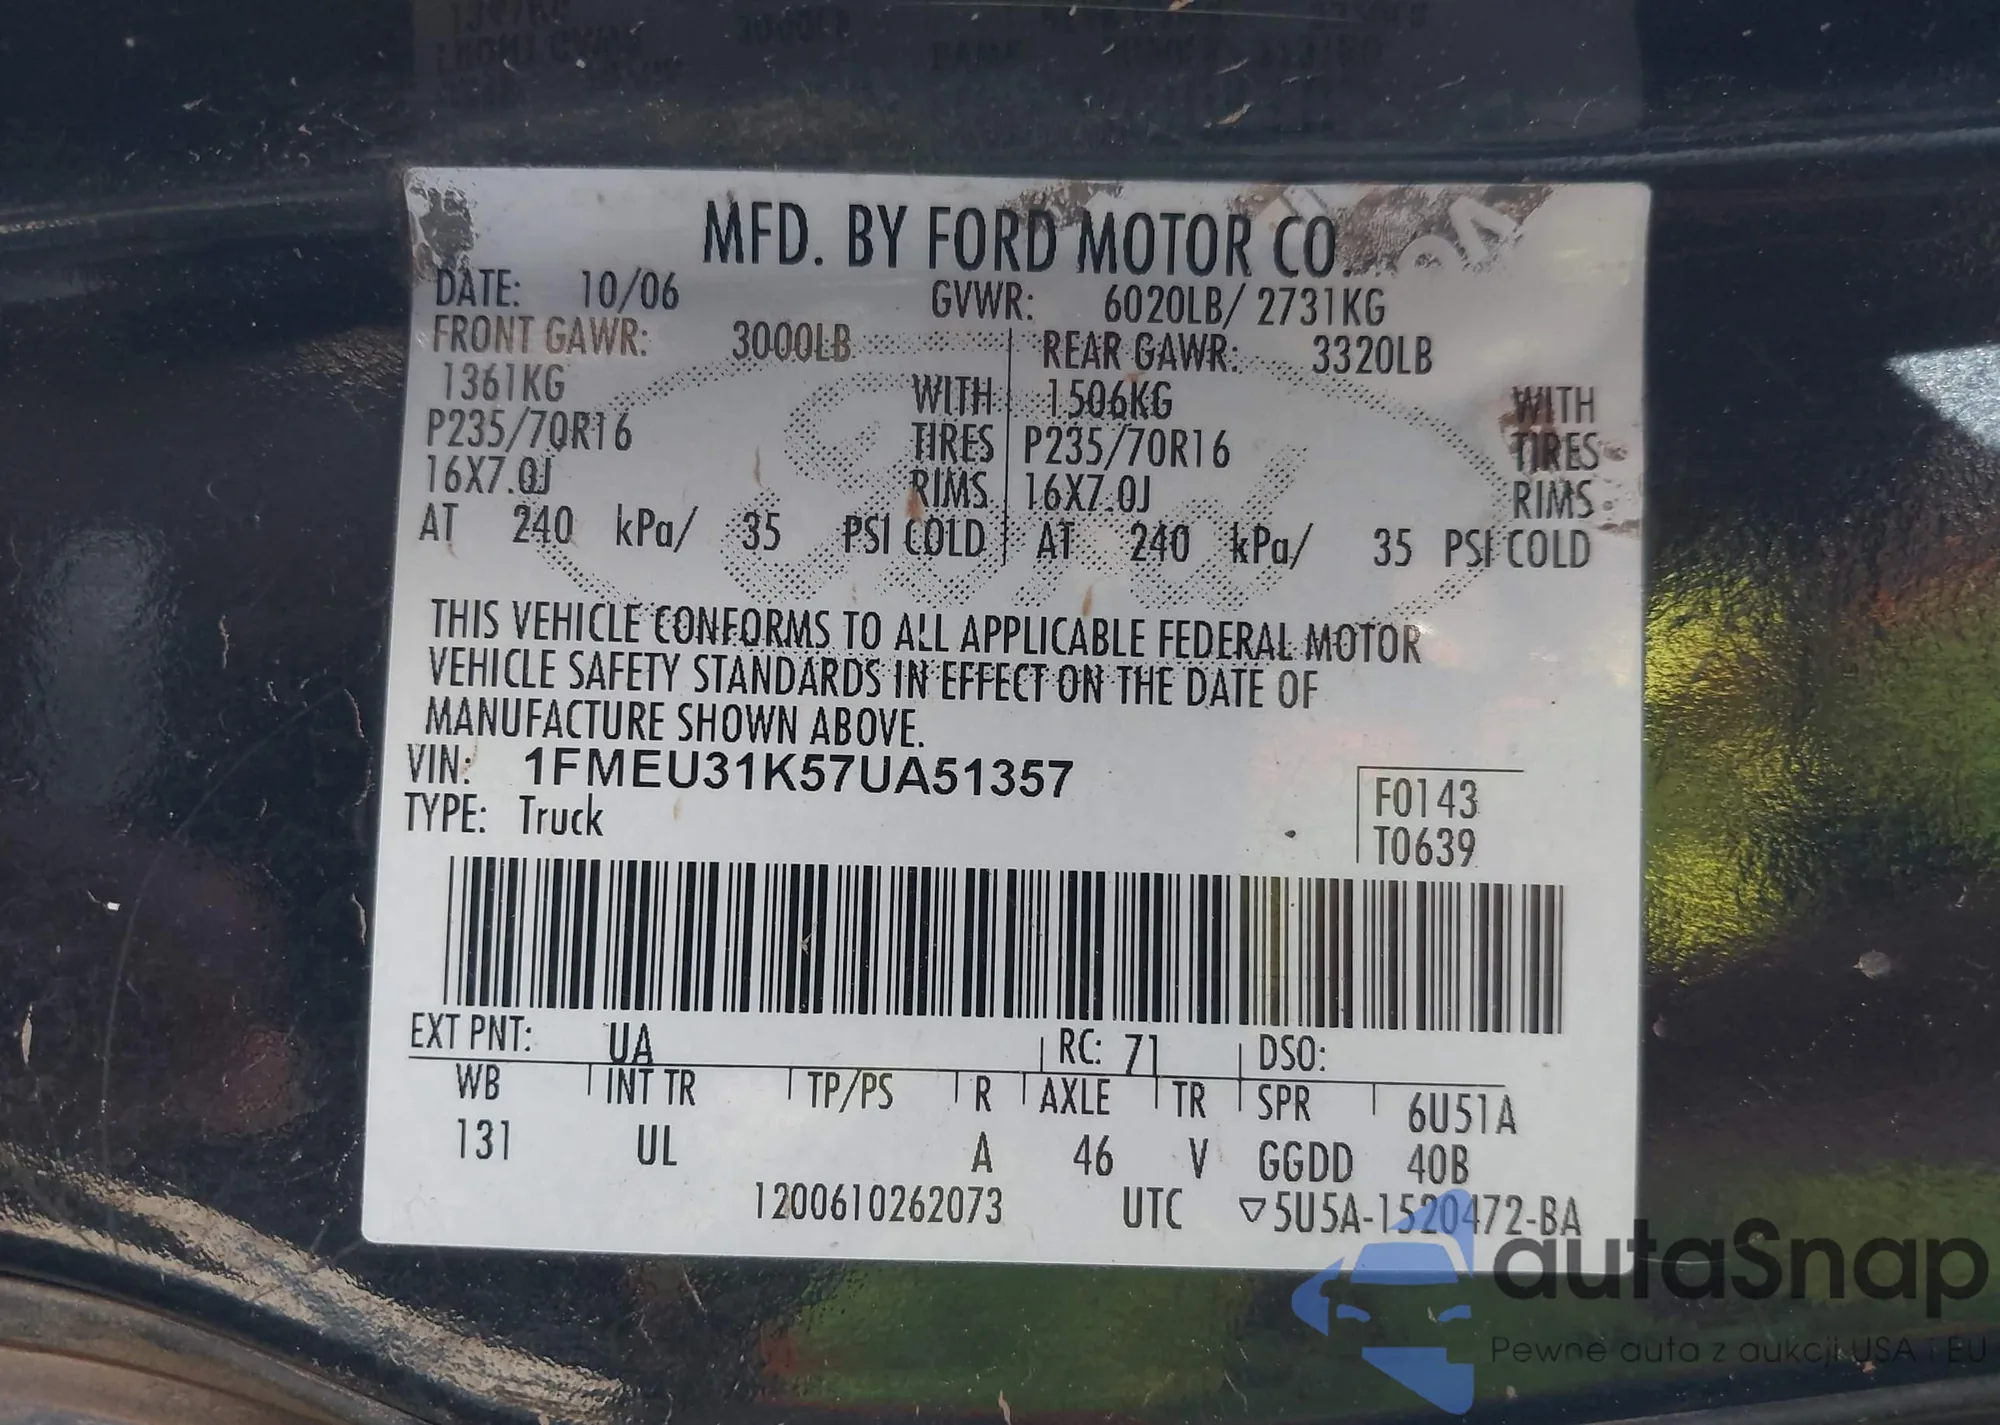 MFD. BY FORD MOTOR CO.
DATE: 10/06 GVWR: 6020LB/ 2731KG
FRONT GAWR: 3000LB REAR GAWR: 3320LB
1361KG WITH 1506KG WITH
P235/70R16 TIRES P235/70R16 TIRES
16X7.0J RIMS 16X7.0J RIMS
AT 240 kPa/ 35 PSI COLD AT 240 kPa/ 35 PSI COLD
THIS VEHICLE CONFORMS TO ALL APPLICABLE FEDERAL MOTOR
VEHICLE SAFETY STANDARDS IN EFFECT ON THE DATE OF
MANUFACTURE SHOWN ABOVE.
VIN: 1FMEU31K57UA51357
F0143
TYPE: Truck
T0639
EXT PNT: UA RC: 71 DSO:
WB INT TR TP/PS R AXLE TR SPR 6U51A
131 UL A 46 V GGDD 40B
1200610262073 UTC ▽5U5A-1520472-BA
autaSnap
Pewne auta z aukcji USA i EU